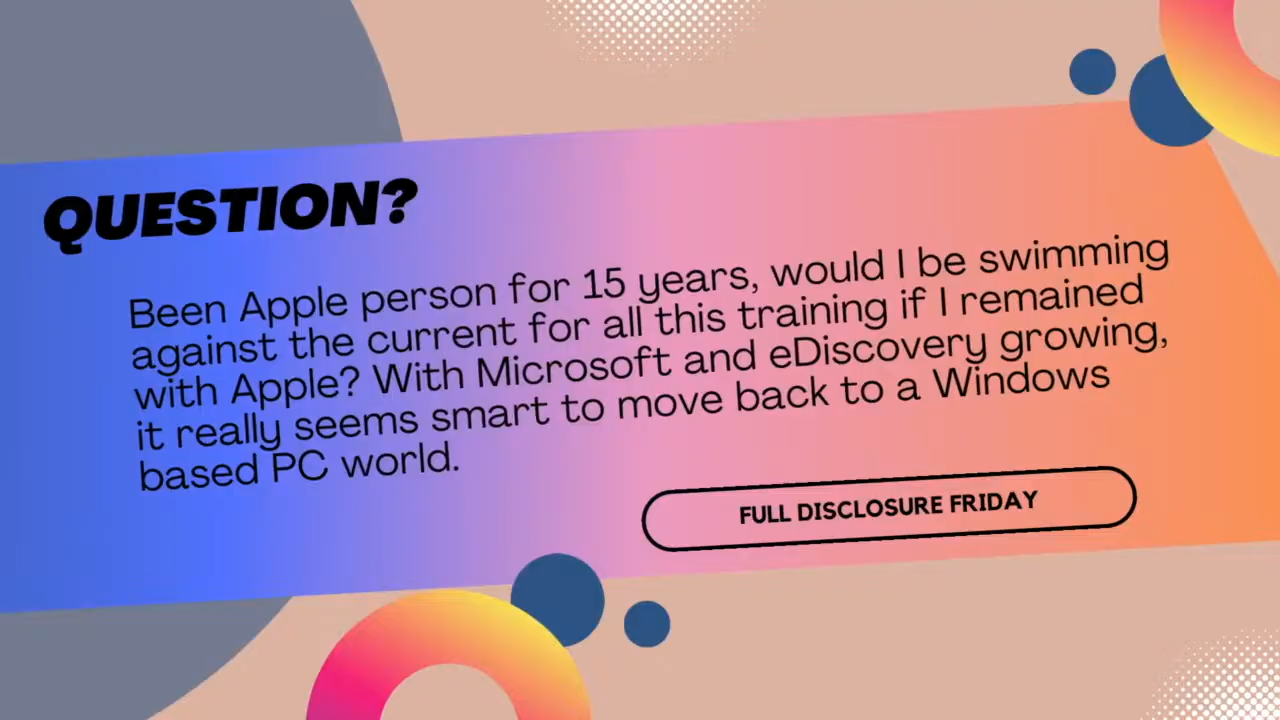 QUESTION?
Been Apple person for 15 years, would I be swimming
against the current for all this training if I remained
with Apple? With Microsoft and eDiscovery growing,
it really seems smart to move back to a Windows
based PC world.
FULL DISCLOSURE FRIDAY